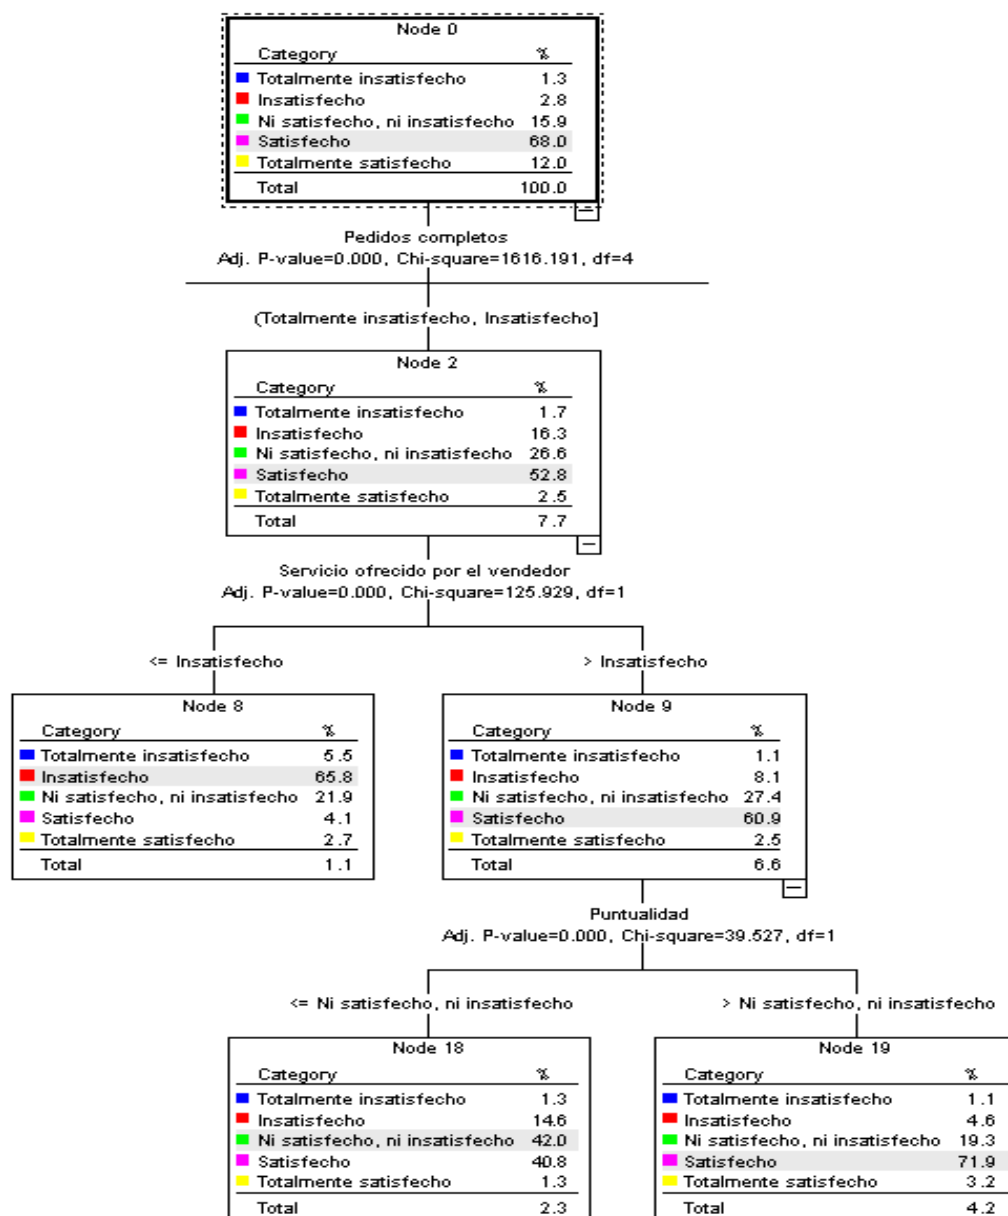 Node 0
Category %
Totalmente insatisfecho 1.3
Insatisfecho 2.8
Ni satisfecho, ni insatisfecho 15.9
Satisfecho 68.0
Totalmente satisfecho 12.0
Total 100.0
Pedidos completos
Adj. P-value=0.000, Chi-square=1616.191, df=4
(Totalmente insatisfecho, Insatisfecho]
Node 2
Category %
Totalmente insatisfecho 1.7
Insatisfecho 16.3
Ni satisfecho, ni insatisfecho 26.6
Satisfecho 52.8
Totalmente satisfecho 2.5
Total 7.7
Servicio ofrecido por el vendedor
Adj. P-value=0.000, Chi-square=125.929, df=1
<= Insatisfecho
Node 8
Category %
Totalmente insatisfecho 5.5
Insatisfecho 65.8
Ni satisfecho, ni insatisfecho 21.9
Satisfecho 4.1
Totalmente satisfecho 2.7
Total 1.1
> Insatisfecho
Node 9
Category %
Totalmente insatisfecho 1.1
Insatisfecho 8.1
Ni satisfecho, ni insatisfecho 27.4
Satisfecho 60.9
Totalmente satisfecho 2.5
Total 6.6
Puntualidad
Adj. P-value=0.000, Chi-square=39.527, df=1
<= Ni satisfecho, ni insatisfecho
Node 18
Category %
Totalmente insatisfecho 1.3
Insatisfecho 14.6
Ni satisfecho, ni insatisfecho 42.0
Satisfecho 40.8
Totalmente satisfecho 1.3
Total 2.3
> Ni satisfecho, ni insatisfecho
Node 19
Category %
Totalmente insatisfecho 1.1
Insatisfecho 4.6
Ni satisfecho, ni insatisfecho 19.3
Satisfecho 71.9
Totalmente satisfecho 3.2
Total 4.2